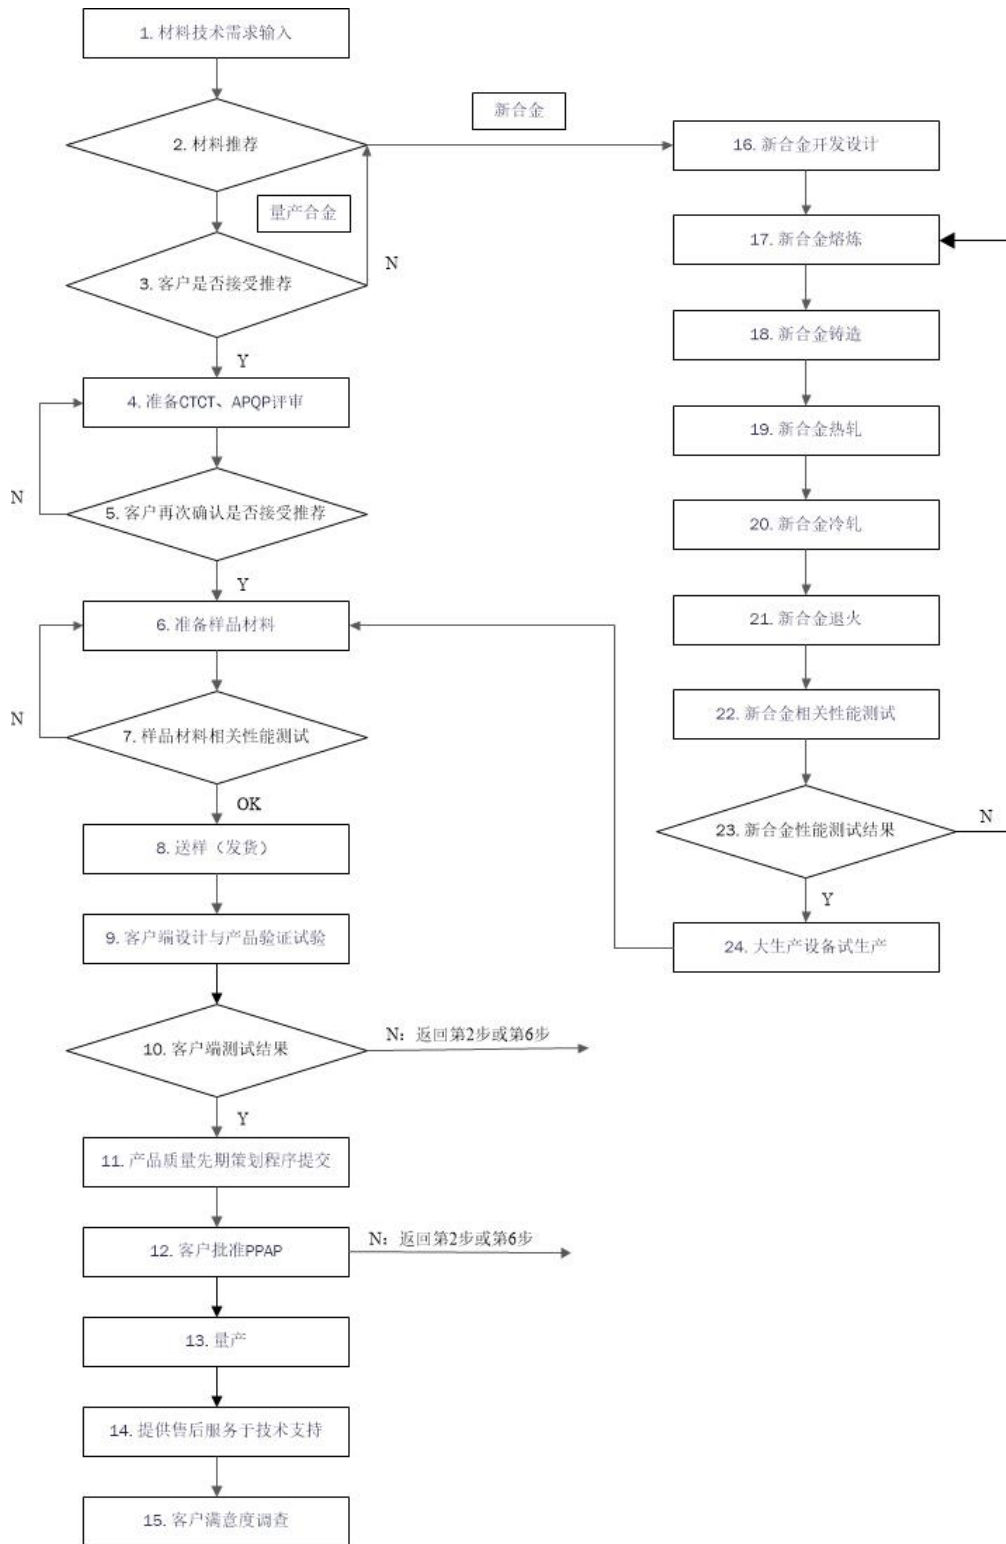 1. 材料技术需求输入
2. 材料推荐
新合金
量产合金
3. 客户是否接受推荐
N
Y
4. 准备CTCT、APQP评审
5. 客户再次确认是否接受推荐
N
Y
6. 准备样品材料
7. 样品材料相关性能测试
N
OK
8. 送样（发货）
9. 客户端设计与产品验证试验
10. 客户端测试结果
N：返回第2步或第6步
Y
11. 产品质量先期策划程序提交
12. 客户批准PPAP
N：返回第2步或第6步
13. 量产
14. 提供售后服务于技术支持
15. 客户满意度调查
16. 新合金开发设计
17. 新合金熔炼
18. 新合金铸造
19. 新合金热轧
20. 新合金冷轧
21. 新合金退火
22. 新合金相关性能测试
23. 新合金性能测试结果
N
Y
24. 大生产设备试生产